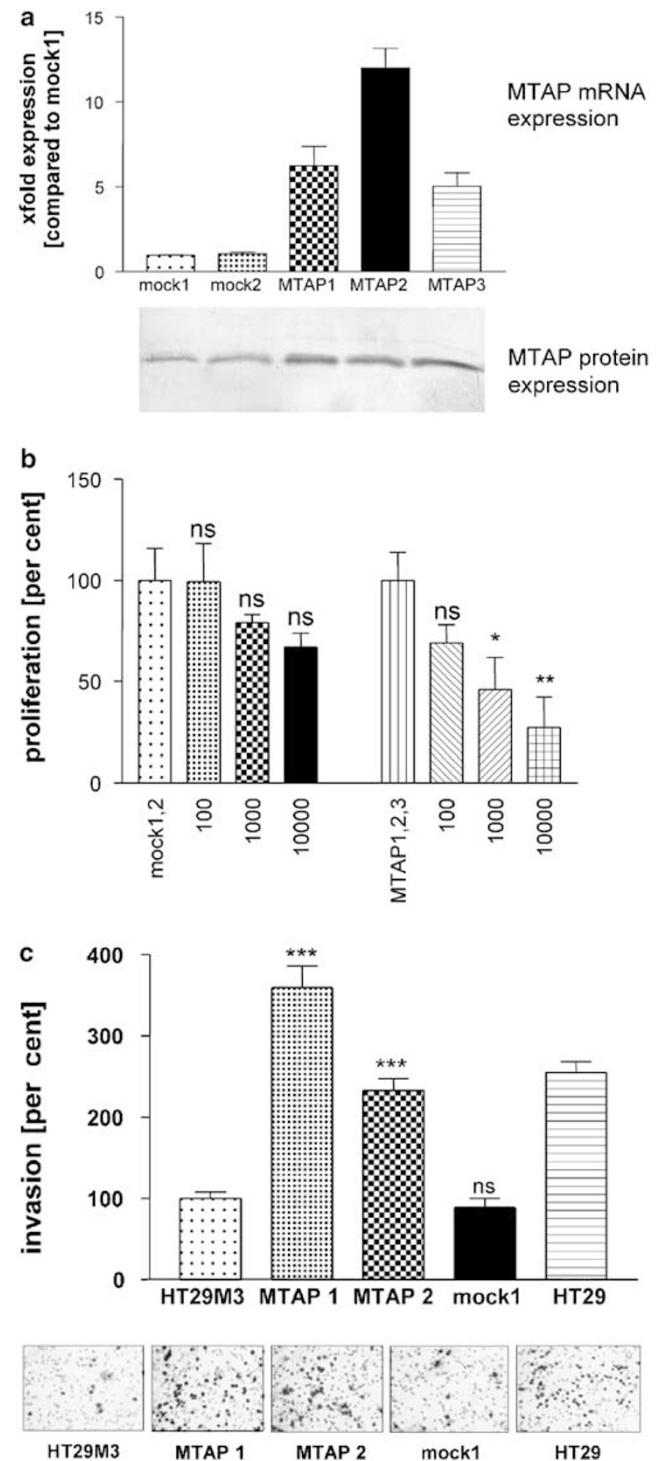 a
xfold expression
[compared to mock1]
15
10
5
0
mock1 mock2 MTAP1 MTAP2 MTAP3
MTAP mRNA
expression
MTAP protein
expression
b
proliferation [per cent]
150
100
50
0
ns
ns
ns
ns
*
**
mock1,2
100
1000
10000
MTAP1,2,3
100
1000
10000
c
invasion [per cent]
400
300
200
100
0
***
***
ns
HT29M3 MTAP 1 MTAP 2 mock1 HT29
HT29M3 MTAP 1 MTAP 2 mock1 HT29